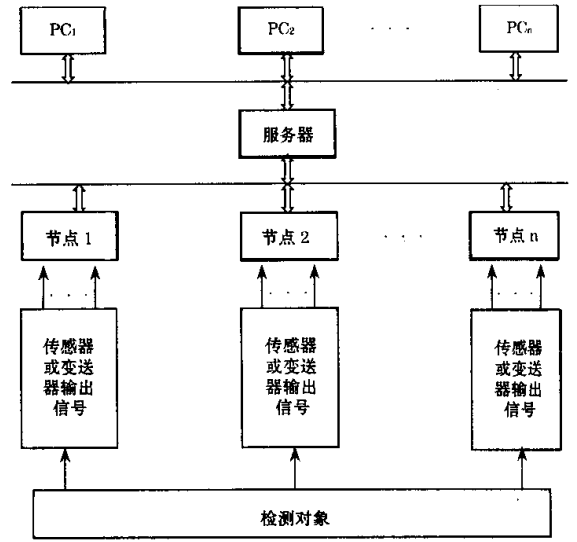 PC₁
PC₂
· · ·
PCₙ
服务器
节点 1
节点 2
· · ·
节点 n
· · ·
· · ·
· · ·
传感器
或变送
器输出
信号
传感器
或变送
器输出
信号
传感器
或变送
器输出
信号
检测对象